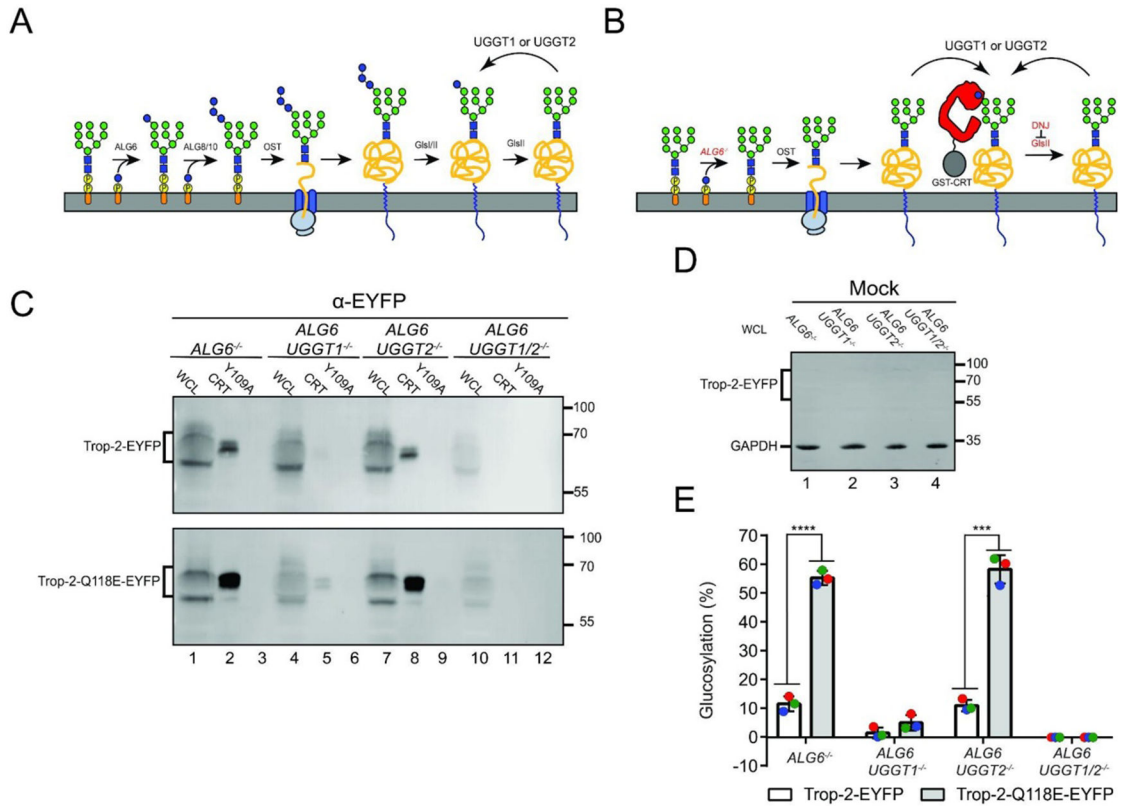 A
UGGT1 or UGGT2
ALG6
ALG8/10
OST
GlsI/II
GlsII
P
P
P
P
P
P
P
P
P
P
B
UGGT1 or UGGT2
ALG6-/-
OST
DNJ
GlsII
GST-CRT
P
P
P
P
P
P
C
α-EYFP
ALG6-/-
ALG6
UGGT1-/-
ALG6
UGGT2-/-
ALG6
UGGT1/2-/-
WCL CRT Y109A WCL CRT Y109A WCL CRT Y109A WCL CRT Y109A
100
Trop-2-EYFP
70
55
100
Trop-2-Q118E-EYFP
70
55
1 2 3 4 5 6 7 8 9 10 11 12
D
Mock
WCL
ALG6-/-
ALG6
UGGT1-/-
ALG6
UGGT2-/-
ALG6
UGGT1/2-/-
Trop-2-EYFP
100
70
55
GAPDH
35
1 2 3 4
E
Glucosylation (%)
70
60
50
40
30
20
10
0
-10
****
***
ALG6-/-
ALG6
UGGT1-/-
ALG6
UGGT2-/-
ALG6
UGGT1/2-/-
Trop-2-EYFP Trop-2-Q118E-EYFP